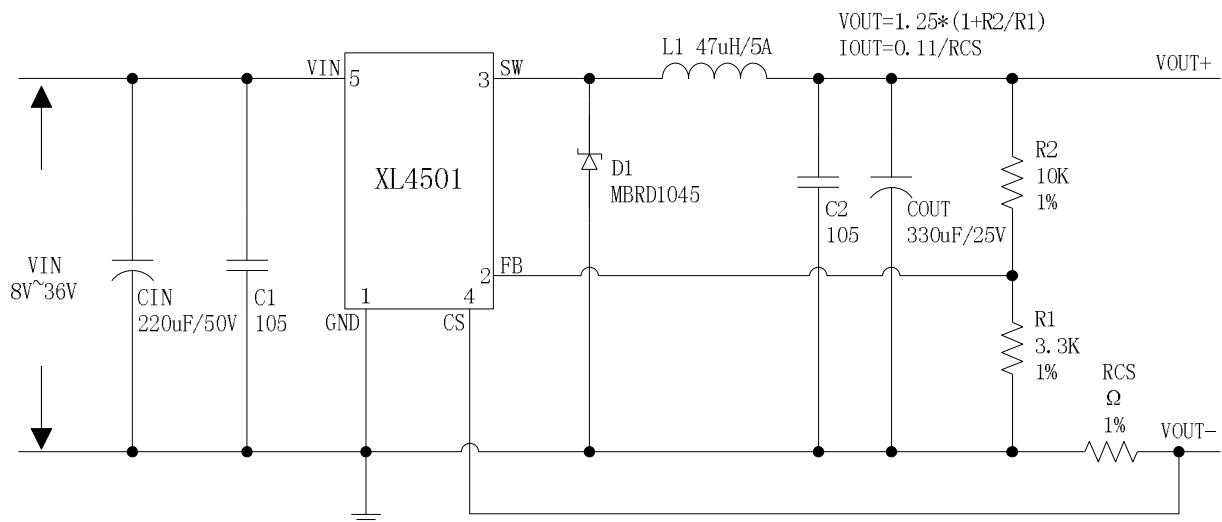 VOUT=1.25*(1+R2/R1)
IOUT=0.11/RCS
L1 47uH/5A
VIN
5
3
SW
VOUT+
XL4501
D1
MBRD1045
R2
10K
1%
C2
105
COUT
330uF/25V
2
FB
VIN
8V~36V
CIN
220uF/50V
C1
105
1
GND
4
CS
R1
3.3K
1%
RCS
Ω
1%
VOUT-